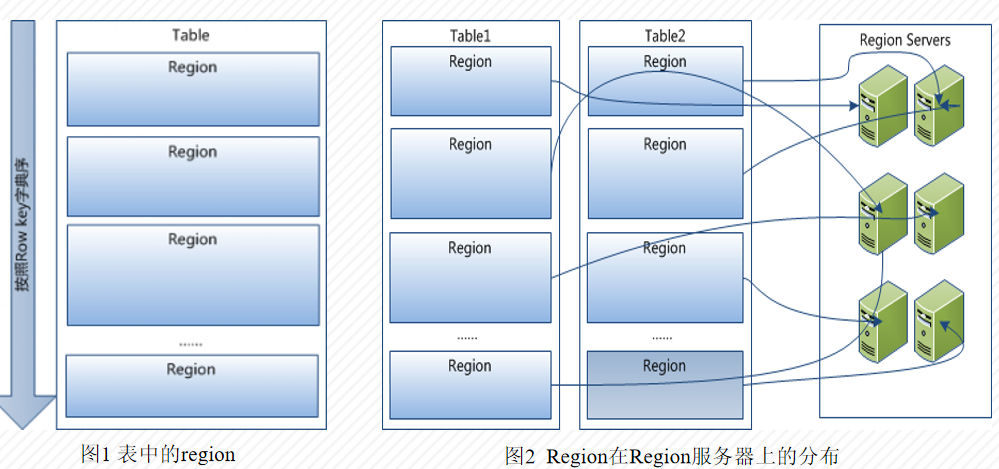 按照Row key字典序
Table
Region
Region
Region
......
Region
图1 表中的region
Table1
Region
Region
Region
......
Region
Table2
Region
Region
Region
......
Region
Region Servers
图2 Region在Region服务器上的分布